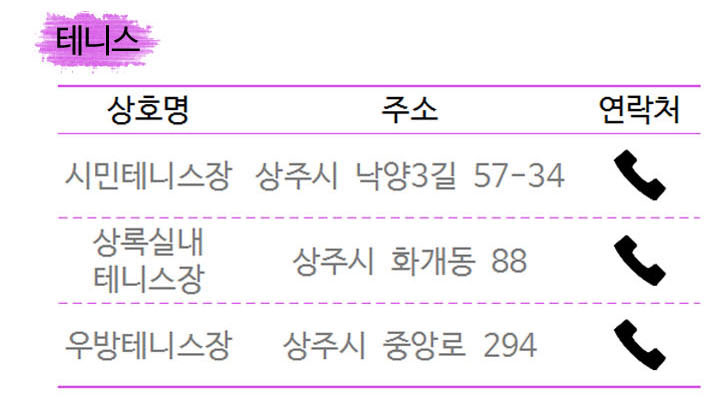 테니스
상호명 주소 연락처
시민테니스장 상주시 낙양3길 57-34
상록실내
테니스장 상주시 화개동 88
우방테니스장 상주시 중앙로 294